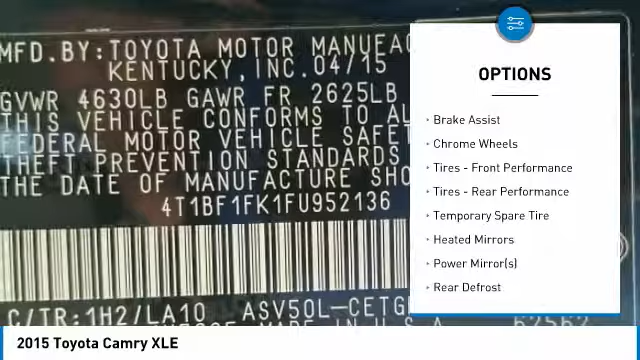 MFD.BY:TOYOTA MOTOR
KENTUCKY,INC.04/15
GVWR 4630LB GAWR FR 2625LB
THIS VEHICLE CONFORMS TO
FEDERAL MOTOR VEHICLE
THEFT PREVENTION STANDARDS
THE DATE OF MANUFACTURE
4T1BF1FK1FU952136
C/TR:1H2/LA10 ASV50L-CETG
OPTIONS
Brake Assist
Chrome Wheels
Tires - Front Performance
Tires - Rear Performance
Temporary Spare Tire
Heated Mirrors
Power Mirror(s)
Rear Defrost
2015 Toyota Camry XLE